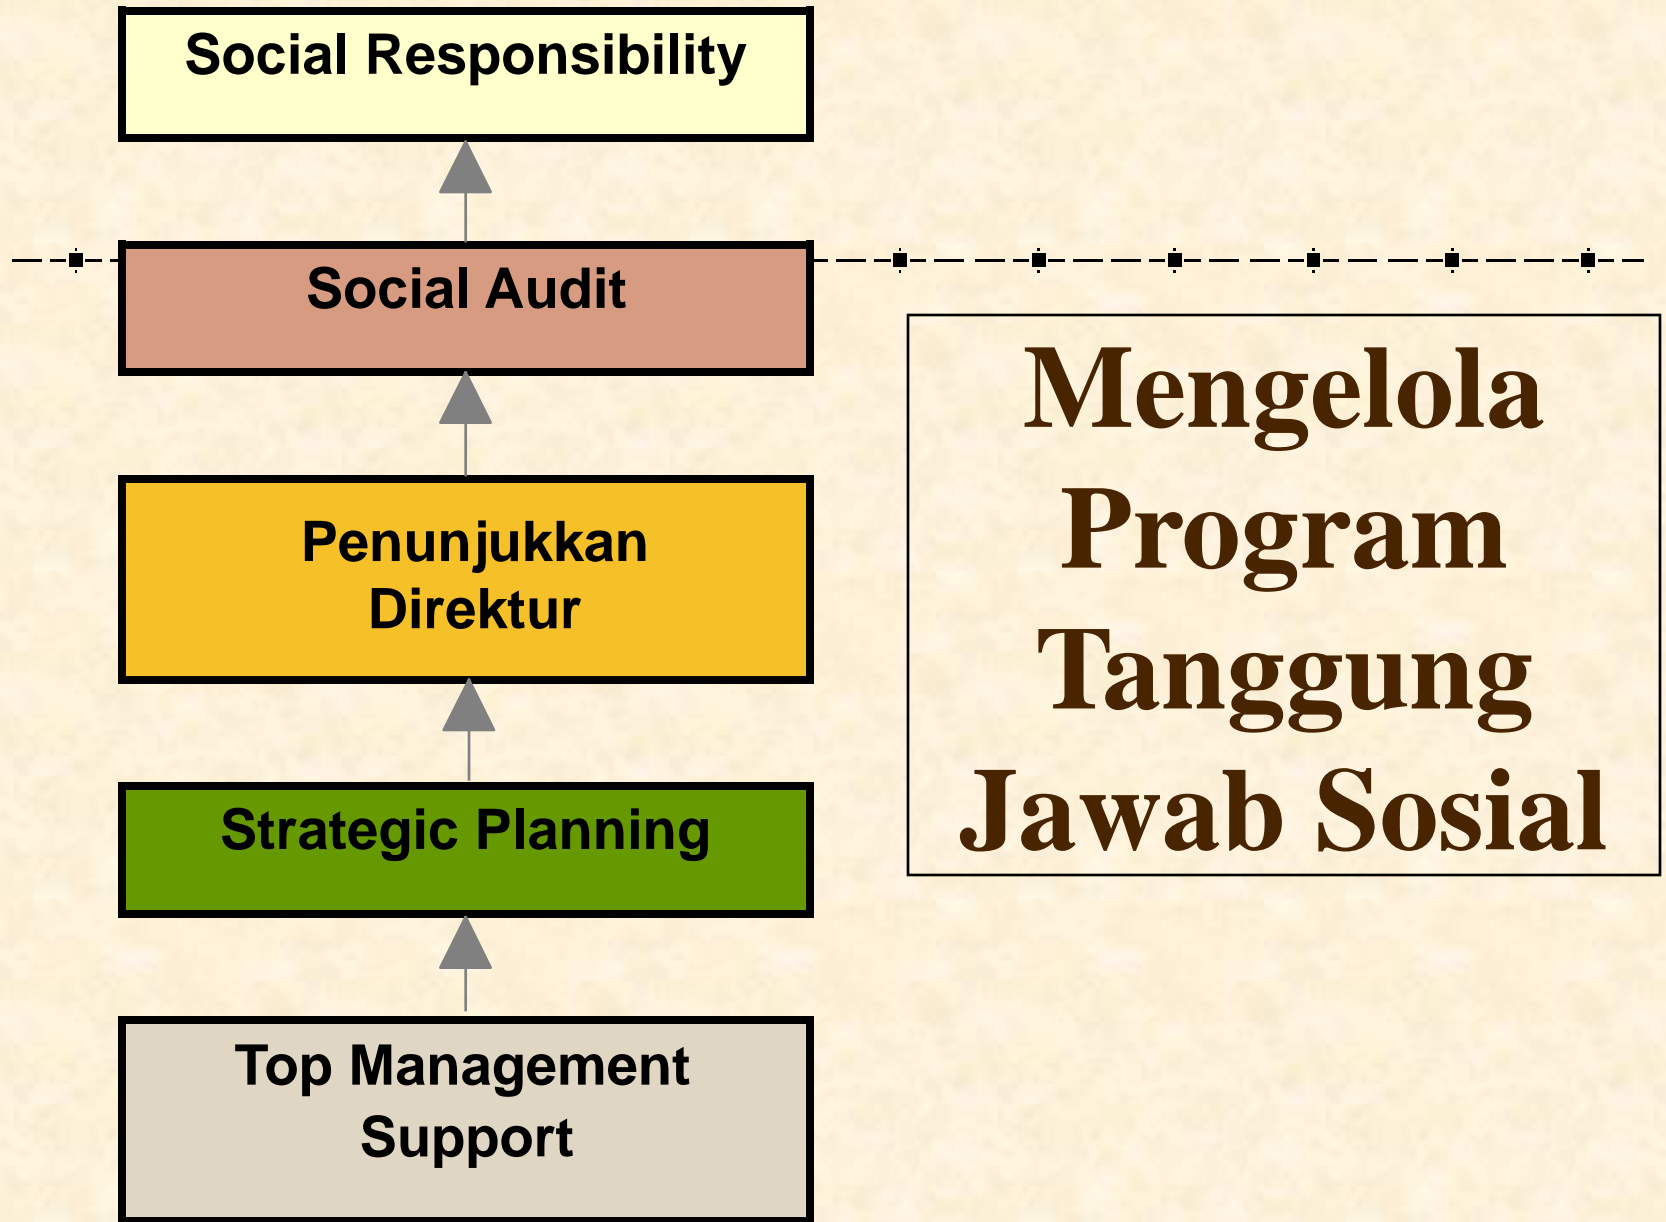 Social Responsibility
Social Audit
Penunjukkan
Direktur
Strategic Planning
Top Management
Support
Mengelola
Program
Tanggung
Jawab Sosial